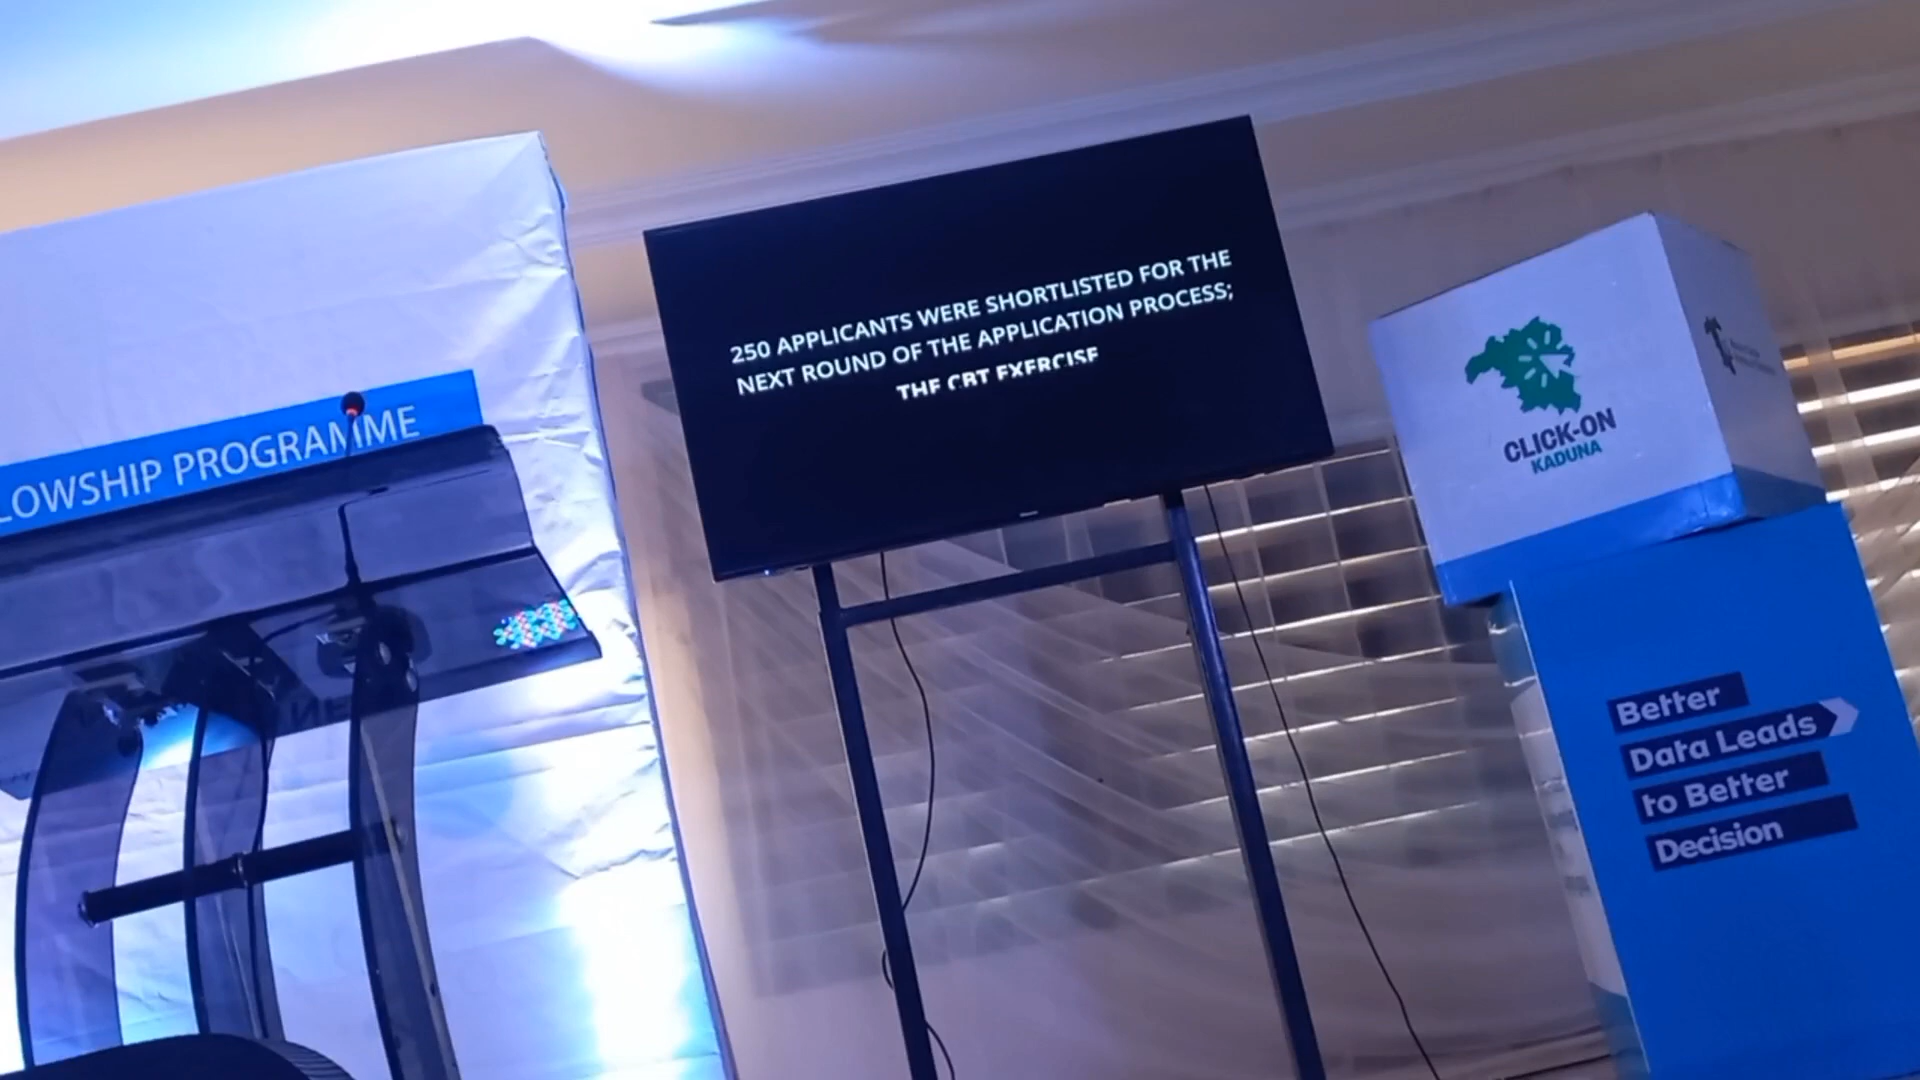 LOWSHIP PROGRAMME
250 APPLICANTS WERE SHORTLISTED FOR THE
NEXT ROUND OF THE APPLICATION PROCESS;
THE CBT EXERCISE
CLICK-ON
KADUNA
Better
Data Leads
to Better
Decision